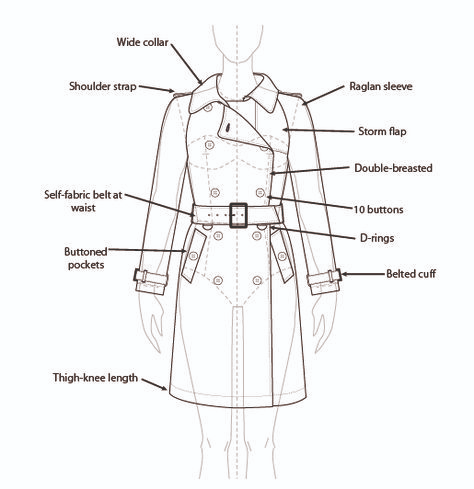 Wide collar
Shoulder strap
Raglan sleeve
Storm flap
Double-breasted
Self-fabric belt at
waist
10 buttons
D-rings
Buttoned
pockets
Belted cuff
Thigh-knee length